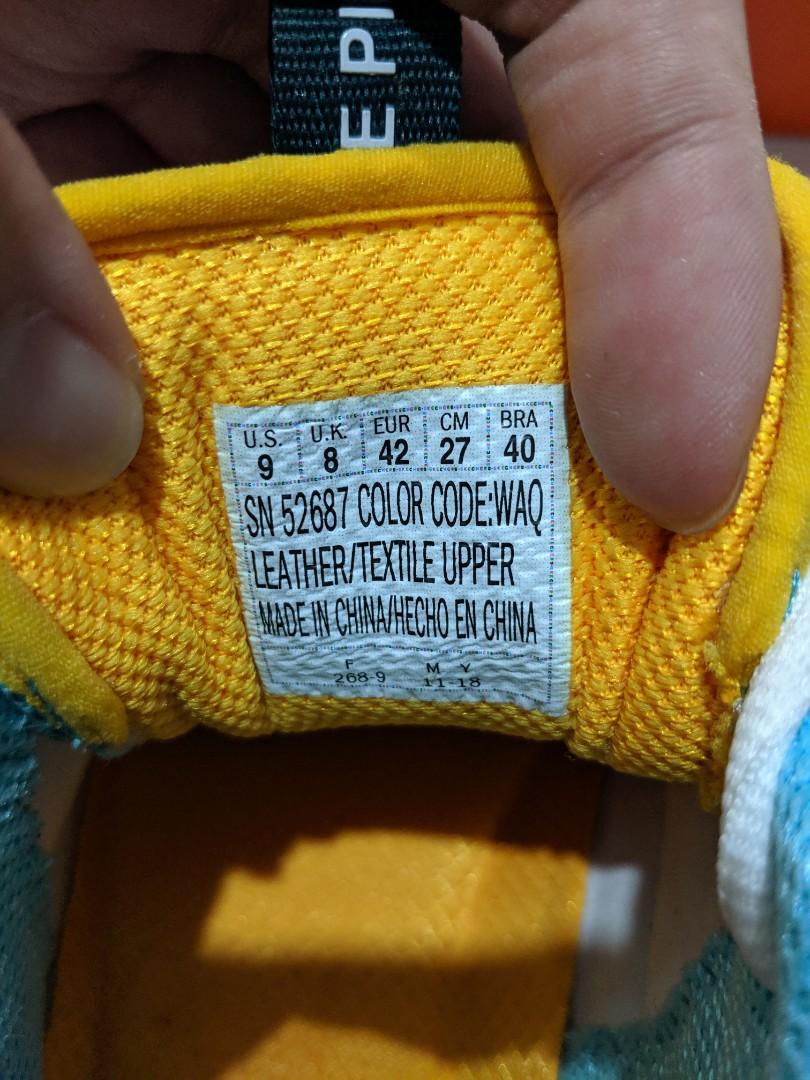 E PI
U.S. U.K. EUR CM BRA
9 8 42 27 40
SN 52687 COLOR CODE:WAQ
LEATHER/TEXTILE UPPER
MADE IN CHINA/HECHO EN CHINA
F M Y
268-9 11-18